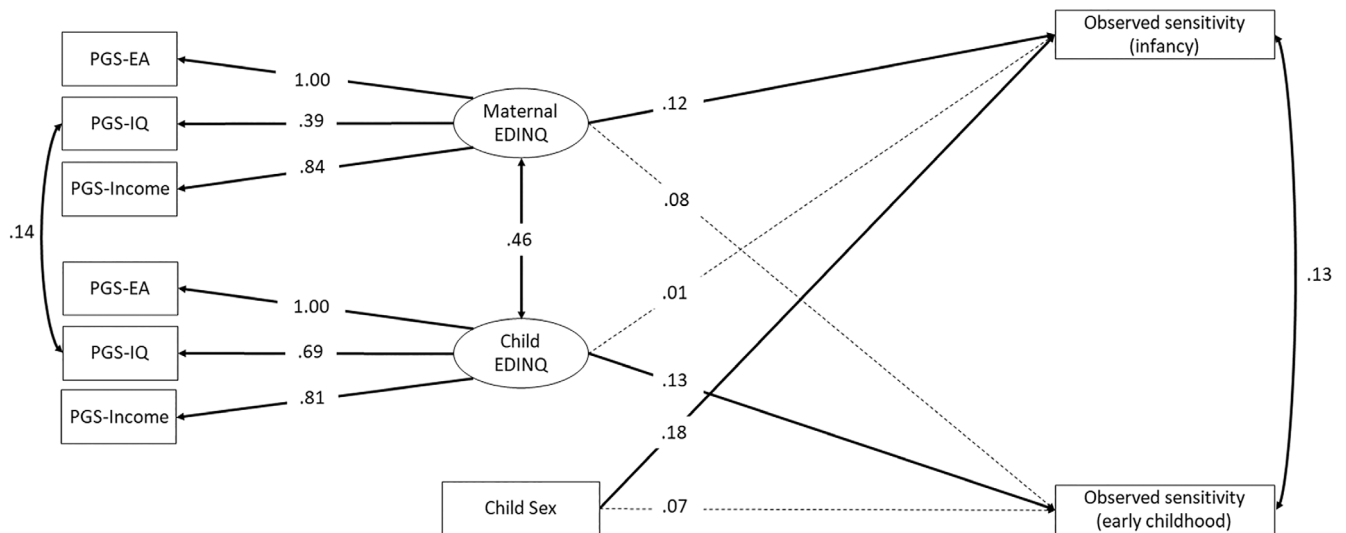 Observed sensitivity
(infancy)
PGS-EA
1.00
Maternal
EDINQ
.12
PGS-IQ
.39
PGS-Income
.84
.08
.14
.46
.13
PGS-EA
1.00
.01
PGS-IQ
.69
Child
EDINQ
.13
PGS-Income
.81
.18
Child Sex
.07
Observed sensitivity
(early childhood)